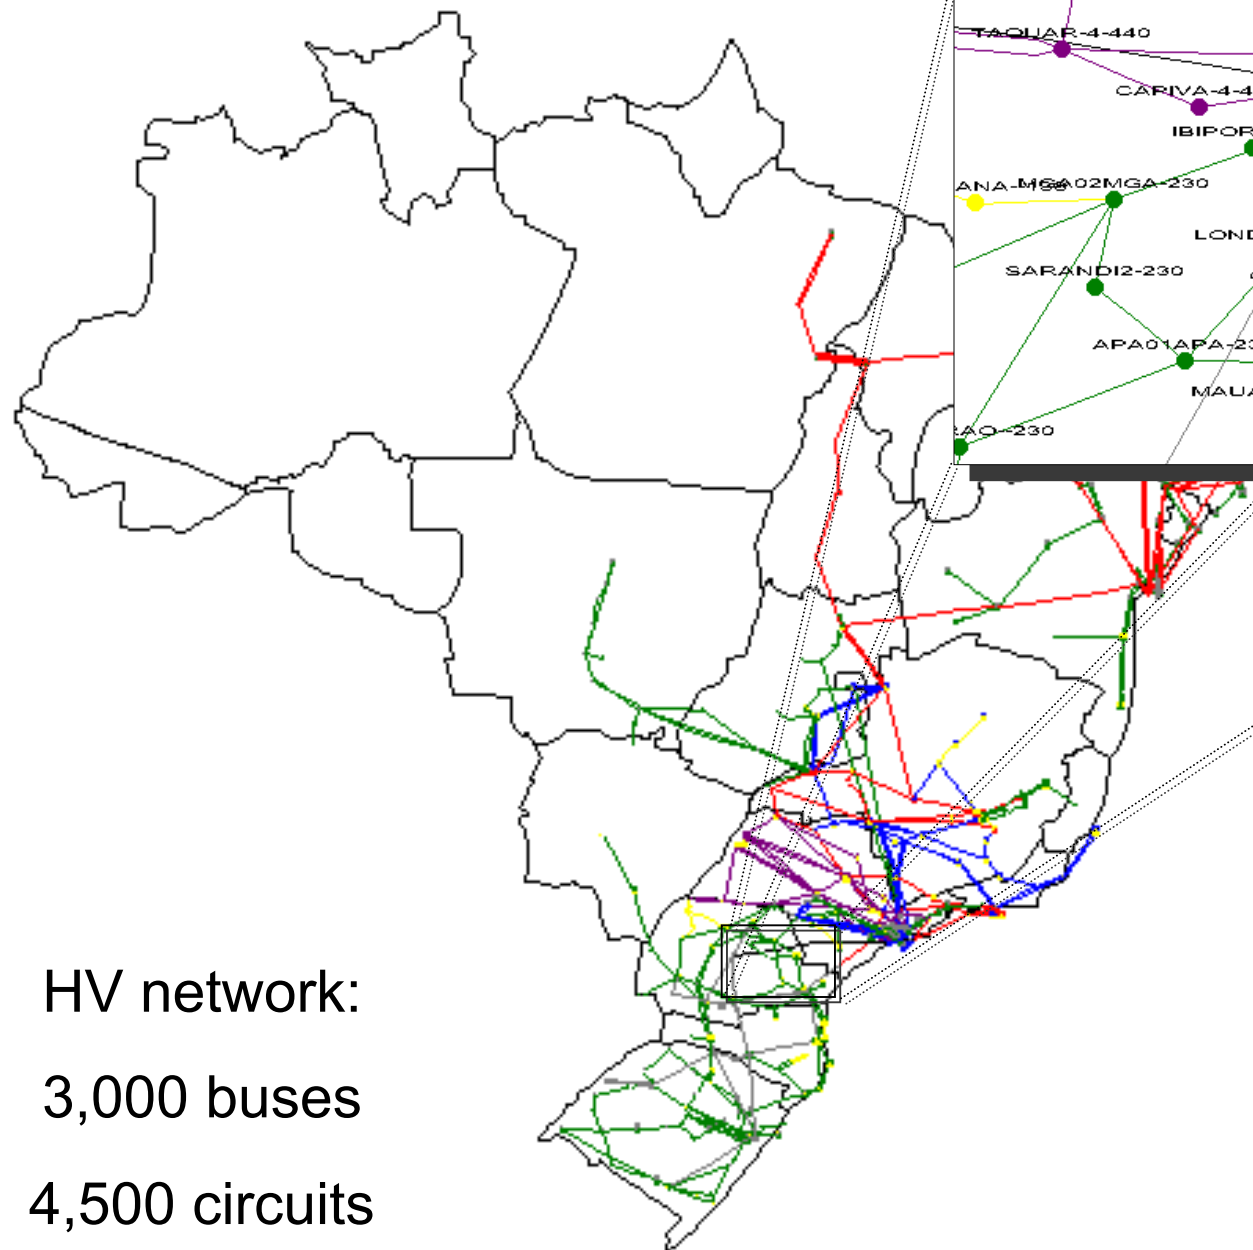 TAQUAR-4-440
CAPIVA-4-4
IBIPOR
MGA02MGA-230
LOND
SARANDI2-230
APA01APA-23
MAUA
RAO--230
HV network:
3,000 buses
4,500 circuits